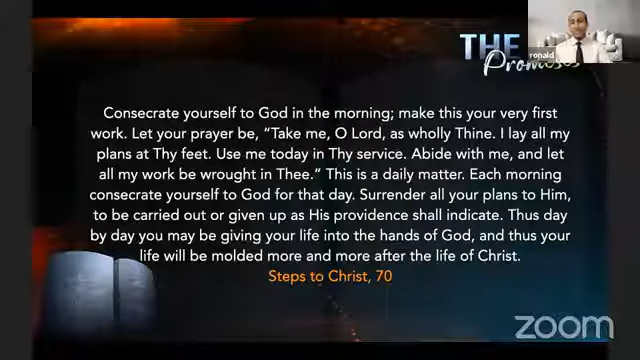 THE
Promises
ronald
Consecrate yourself to God in the morning; make this your very first
work. Let your prayer be, “Take me, O Lord, as wholly Thine. I lay all my
plans at Thy feet. Use me today in Thy service. Abide with me, and let
all my work be wrought in Thee.” This is a daily matter. Each morning
consecrate yourself to God for that day. Surrender all your plans to Him,
to be carried out or given up as His providence shall indicate. Thus day
by day you may be giving your life into the hands of God, and thus your
life will be molded more and more after the life of Christ.
Steps to Christ, 70
zoom